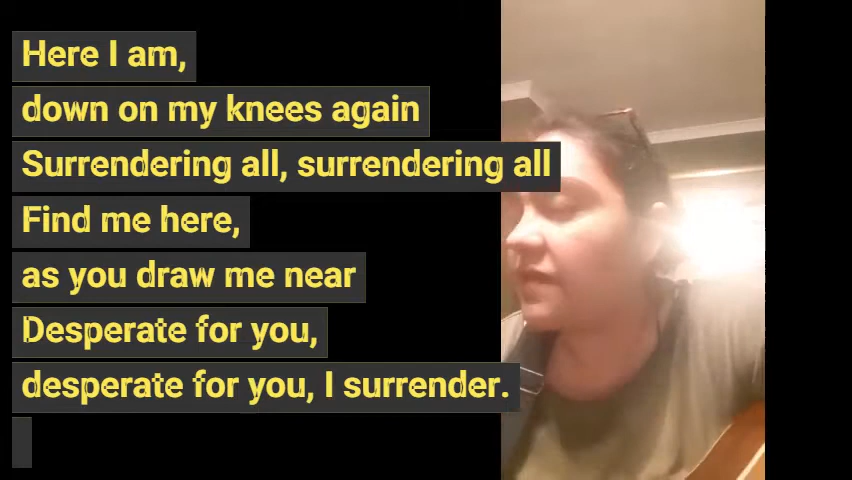 Here I am,
down on my knees again
Surrendering all, surrendering all
Find me here,
as you draw me near
Desperate for you,
desperate for you, I surrender.